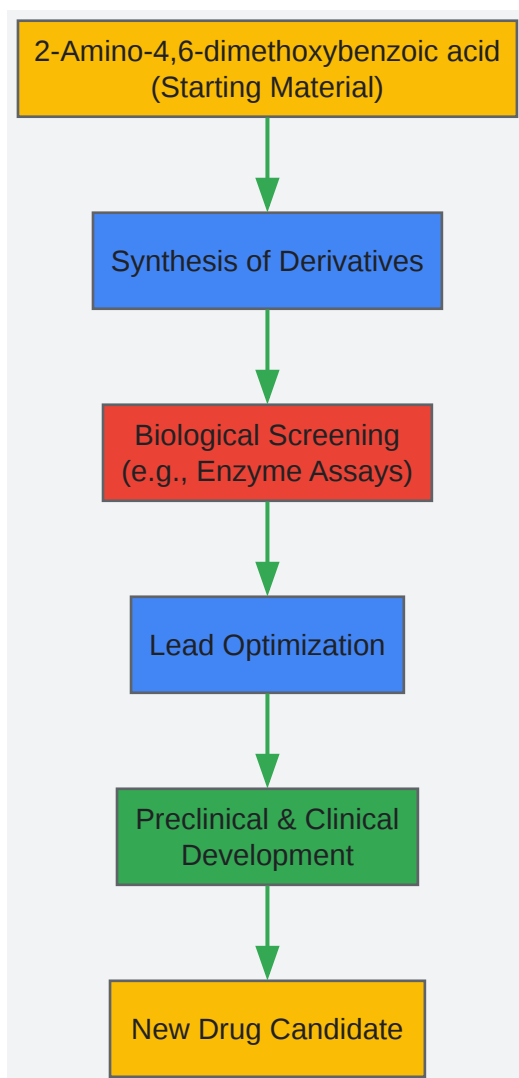 2-Amino-4,6-dimethoxybenzoic acid
(Starting Material)
Synthesis of Derivatives
Biological Screening
(e.g., Enzyme Assays)
Lead Optimization
Preclinical & Clinical
Development
New Drug Candidate